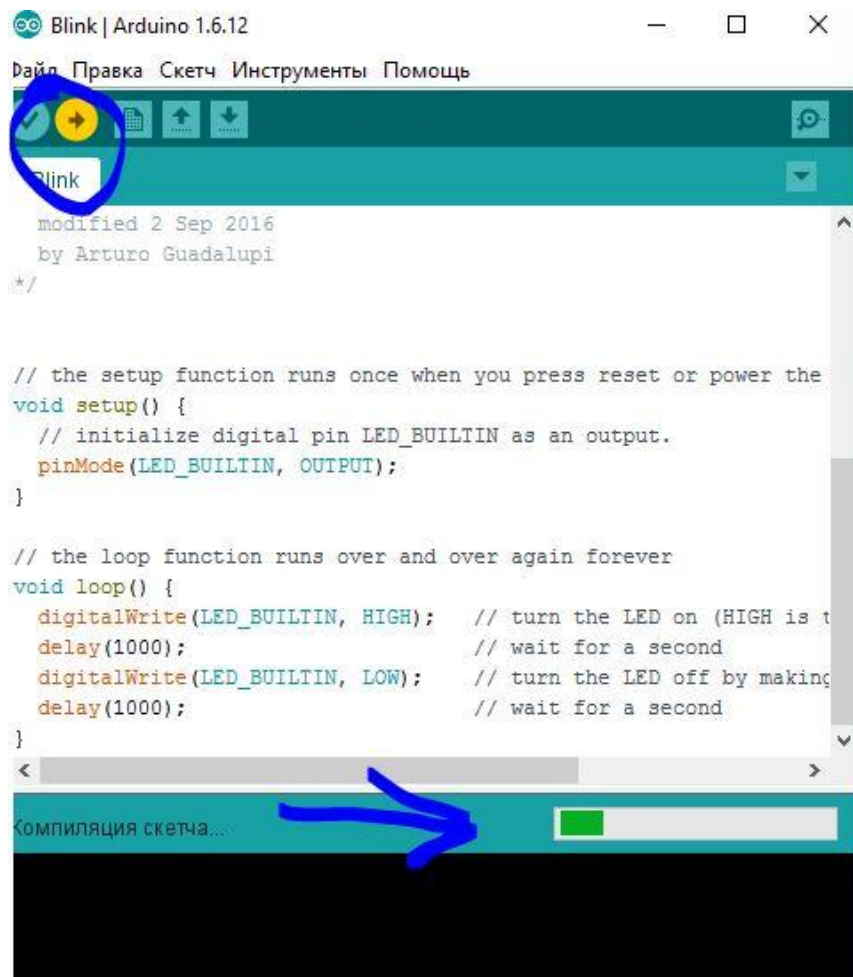 Blink | Arduino 1.6.12
Файл Правка Скетч Инструменты Помощь
Blink
modified 2 Sep 2016
by Arturo Guadalupi
*/
// the setup function runs once when you press reset or power the
void setup() {
// initialize digital pin LED_BUILTIN as an output.
pinMode(LED_BUILTIN, OUTPUT);
}
// the loop function runs over and over again forever
void loop() {
digitalWrite(LED_BUILTIN, HIGH); // turn the LED on (HIGH is t
delay(1000); // wait for a second
digitalWrite(LED_BUILTIN, LOW); // turn the LED off by making
delay(1000); // wait for a second
}
Компиляция скетча...